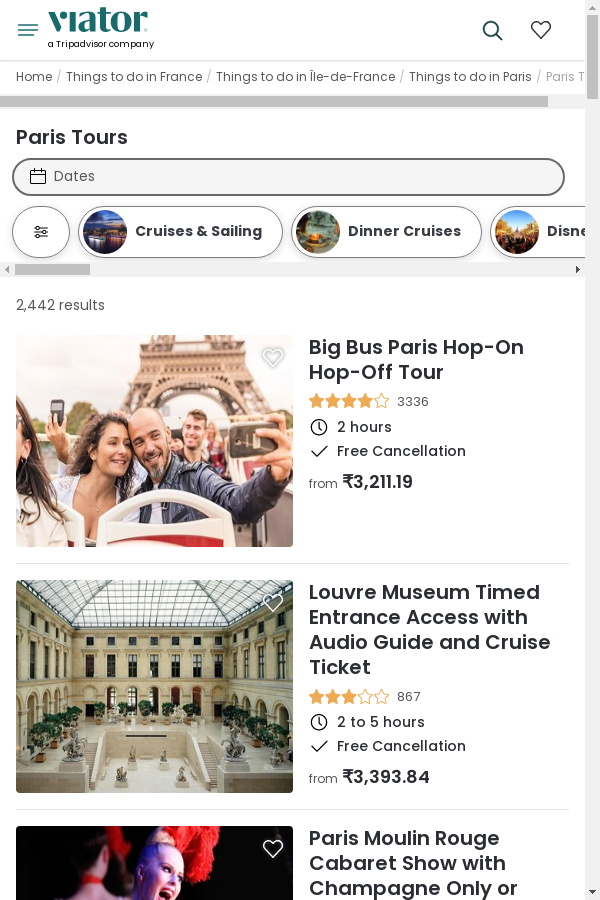 viator
a Tripadvisor company
Home / Things to do in France / Things to do in Île-de-France / Things to do in Paris / Paris T
Paris Tours
Dates
Cruises & Sailing
Dinner Cruises
Disne
2,442 results
Big Bus Paris Hop-On
Hop-Off Tour
3336
2 hours
Free Cancellation
from ₹3,211.19
Louvre Museum Timed
Entrance Access with
Audio Guide and Cruise
Ticket
867
2 to 5 hours
Free Cancellation
from ₹3,393.84
Paris Moulin Rouge
Cabaret Show with
Champagne Only or